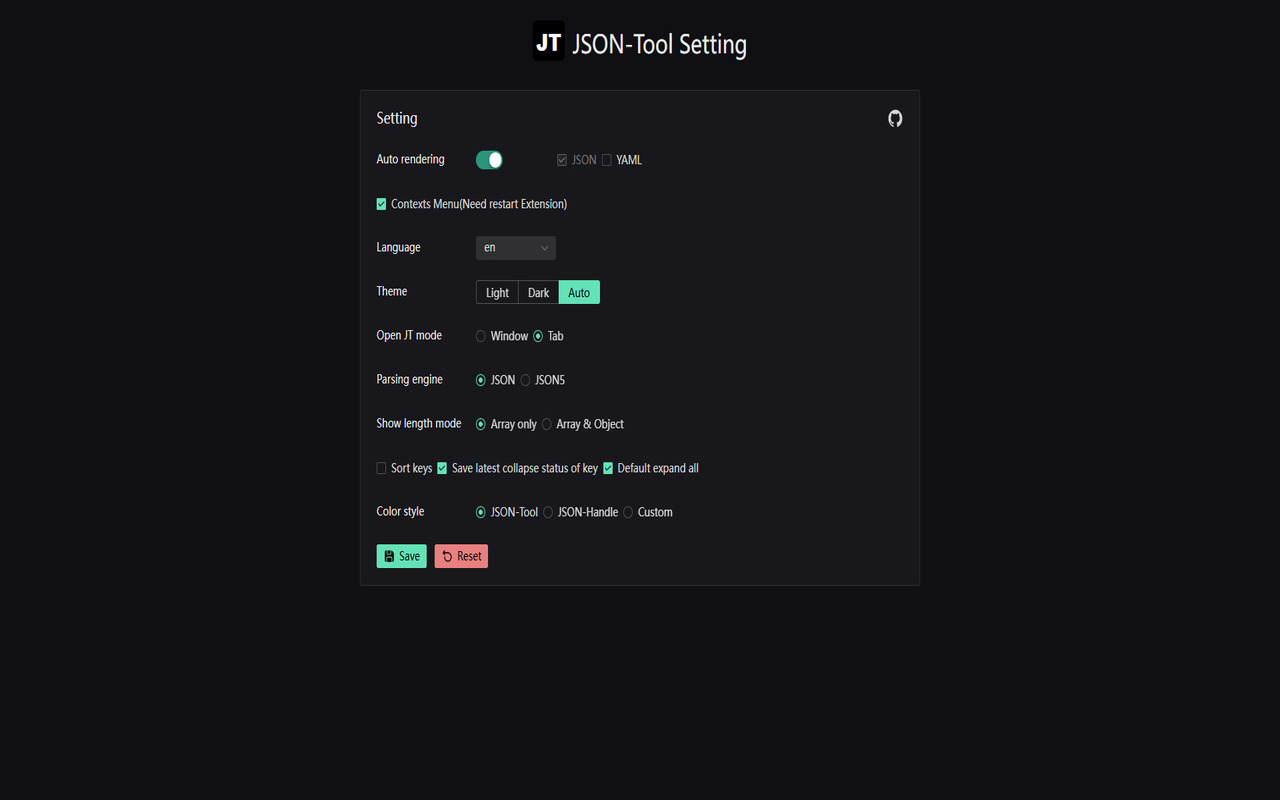 JT JSON-Tool Setting
Setting
Auto rendering JSON YAML
Contexts Menu(Need restart Extension)
Language en
Theme Light Dark Auto
Open JT mode Window Tab
Parsing engine JSON JSON5
Show length mode Array only Array & Object
Sort keys Save latest collapse status of key Default expand all
Color style JSON-Tool JSON-Handle Custom
Save Reset